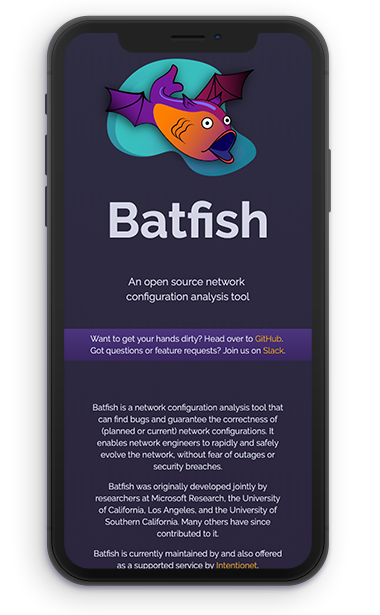 Batfish
An open source network
configuration analysis tool
Want to get your hands dirty? Head over to GitHub.
Got questions or feature requests? Join us on Slack.
Batfish is a network configuration analysis tool that
can find bugs and guarantee the correctness of
(planned or current) network configurations. It
enables network engineers to rapidly and safely
evolve the network, without fear of outages or
security breaches.
Batfish was originally developed jointly by
researchers at Microsoft Research, the University
of California, Los Angeles, and the University of
Southern California. Many others have since
contributed to it.
Batfish is currently maintained by and also offered
as a supported service by Intentionet.